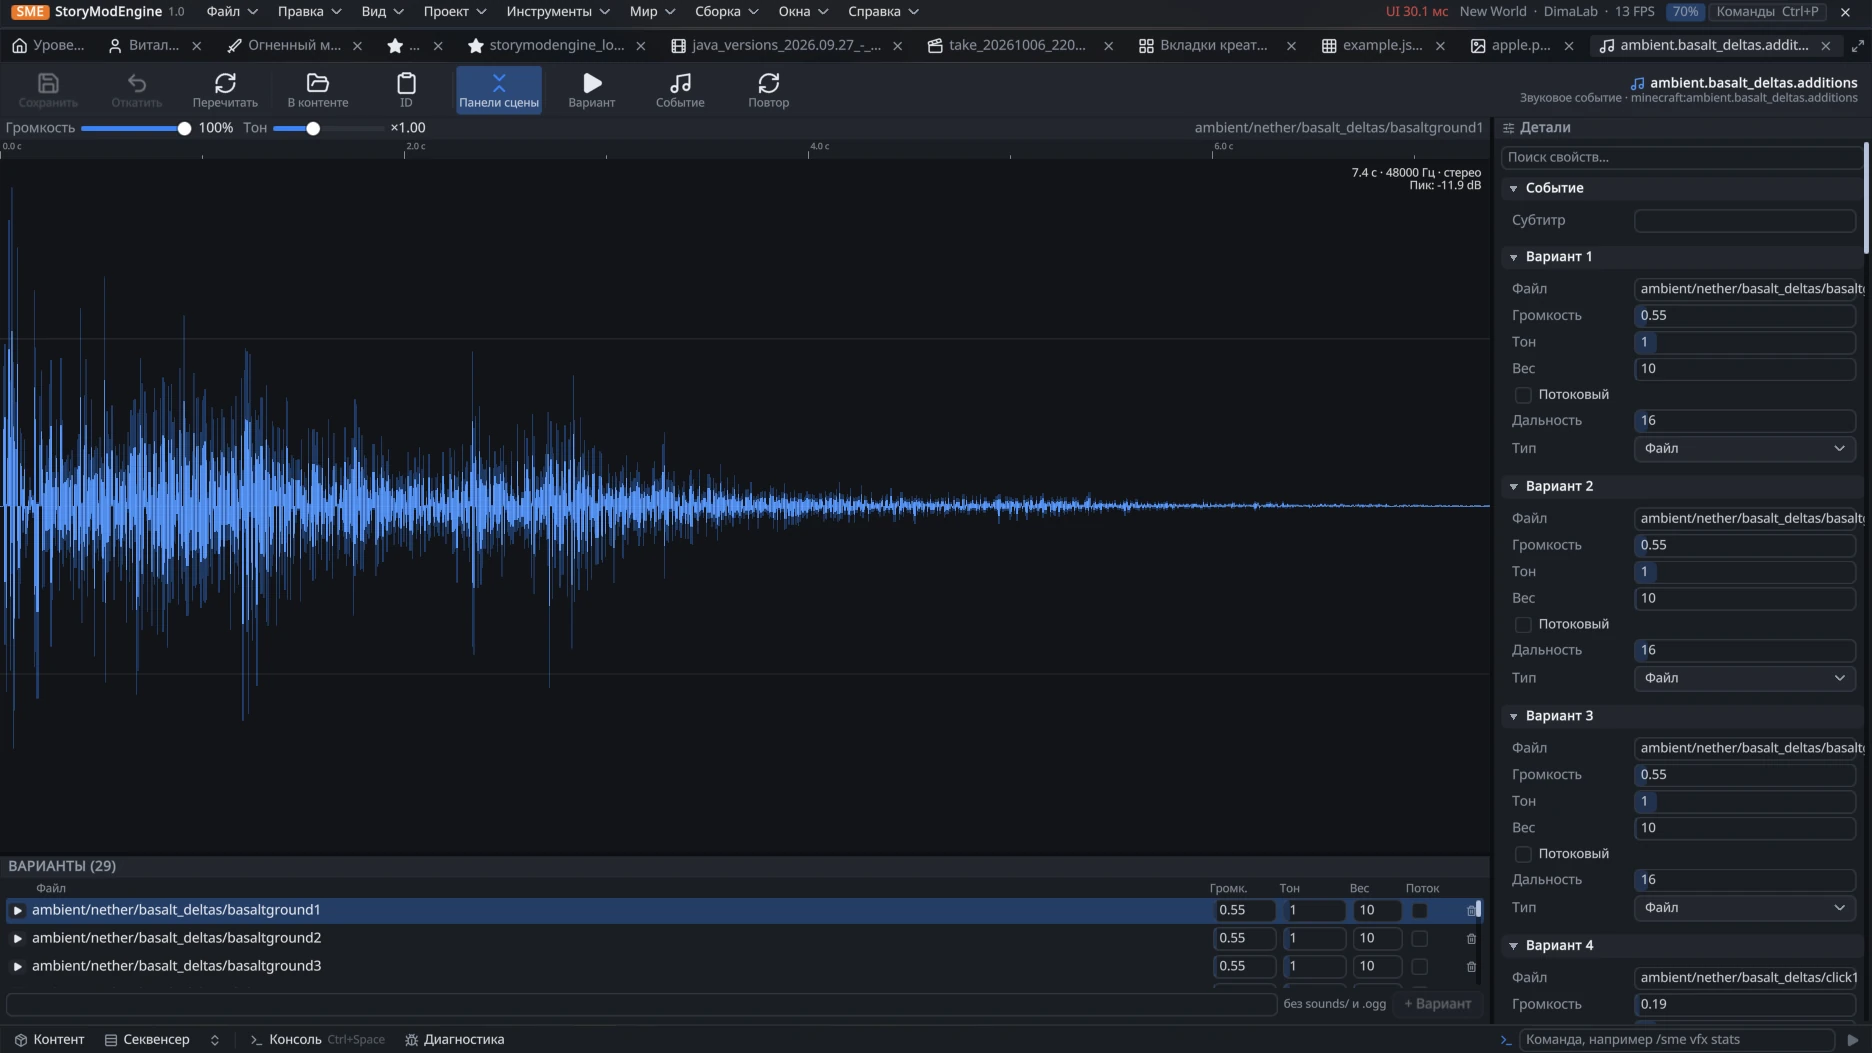 SME StoryModEngine 1.0 Файл Правка Вид Проект Инструменты Мир Сборка Окна Справка UI 30.1 мс New World · DimaLab · 13 FPS 70% Команды Ctrl+P
Урове... Витал... Огненный м... ... storymodengine_lo... java_versions_2026.09.27_-_... take_20261006_220... Вкладки креат... example.js... apple.p... ambient.basalt_deltas.addit...
Сохранить Откатить Перечитать В контенте ID Панели сцены Вариант Событие Повтор
ambient.basalt_deltas.additions
Звуковое событие · minecraft:ambient.basalt_deltas.additions
Громкость 100% Тон ×1.00 ambient/nether/basalt_deltas/basaltground1
0.0 с 2.0 с 4.0 с 6.0 с
7.4 с · 48000 Гц · стерео
Пик: -11.9 dB
Детали
Поиск свойств...
Событие
Субтитр
Вариант 1
Файл ambient/nether/basalt_deltas/basaltg
Громкость 0.55
Тон 1
Вес 10
Потоковый
Дальность 16
Тип Файл
Вариант 2
Файл ambient/nether/basalt_deltas/basaltg
Громкость 0.55
Тон 1
Вес 10
Потоковый
Дальность 16
Тип Файл
Вариант 3
Файл ambient/nether/basalt_deltas/basaltg
Громкость 0.55
Тон 1
Вес 10
Потоковый
Дальность 16
Тип Файл
Вариант 4
Файл ambient/nether/basalt_deltas/click1
Громкость 0.19
ВАРИАНТЫ (29)
Файл Громк. Тон Вес Поток
ambient/nether/basalt_deltas/basaltground1 0.55 1 10
ambient/nether/basalt_deltas/basaltground2 0.55 1 10
ambient/nether/basalt_deltas/basaltground3 0.55 1 10
без sounds/ и .ogg + Вариант
Контент Секвенсер Консоль Ctrl+Space Диагностика Команда, например /sme vfx stats